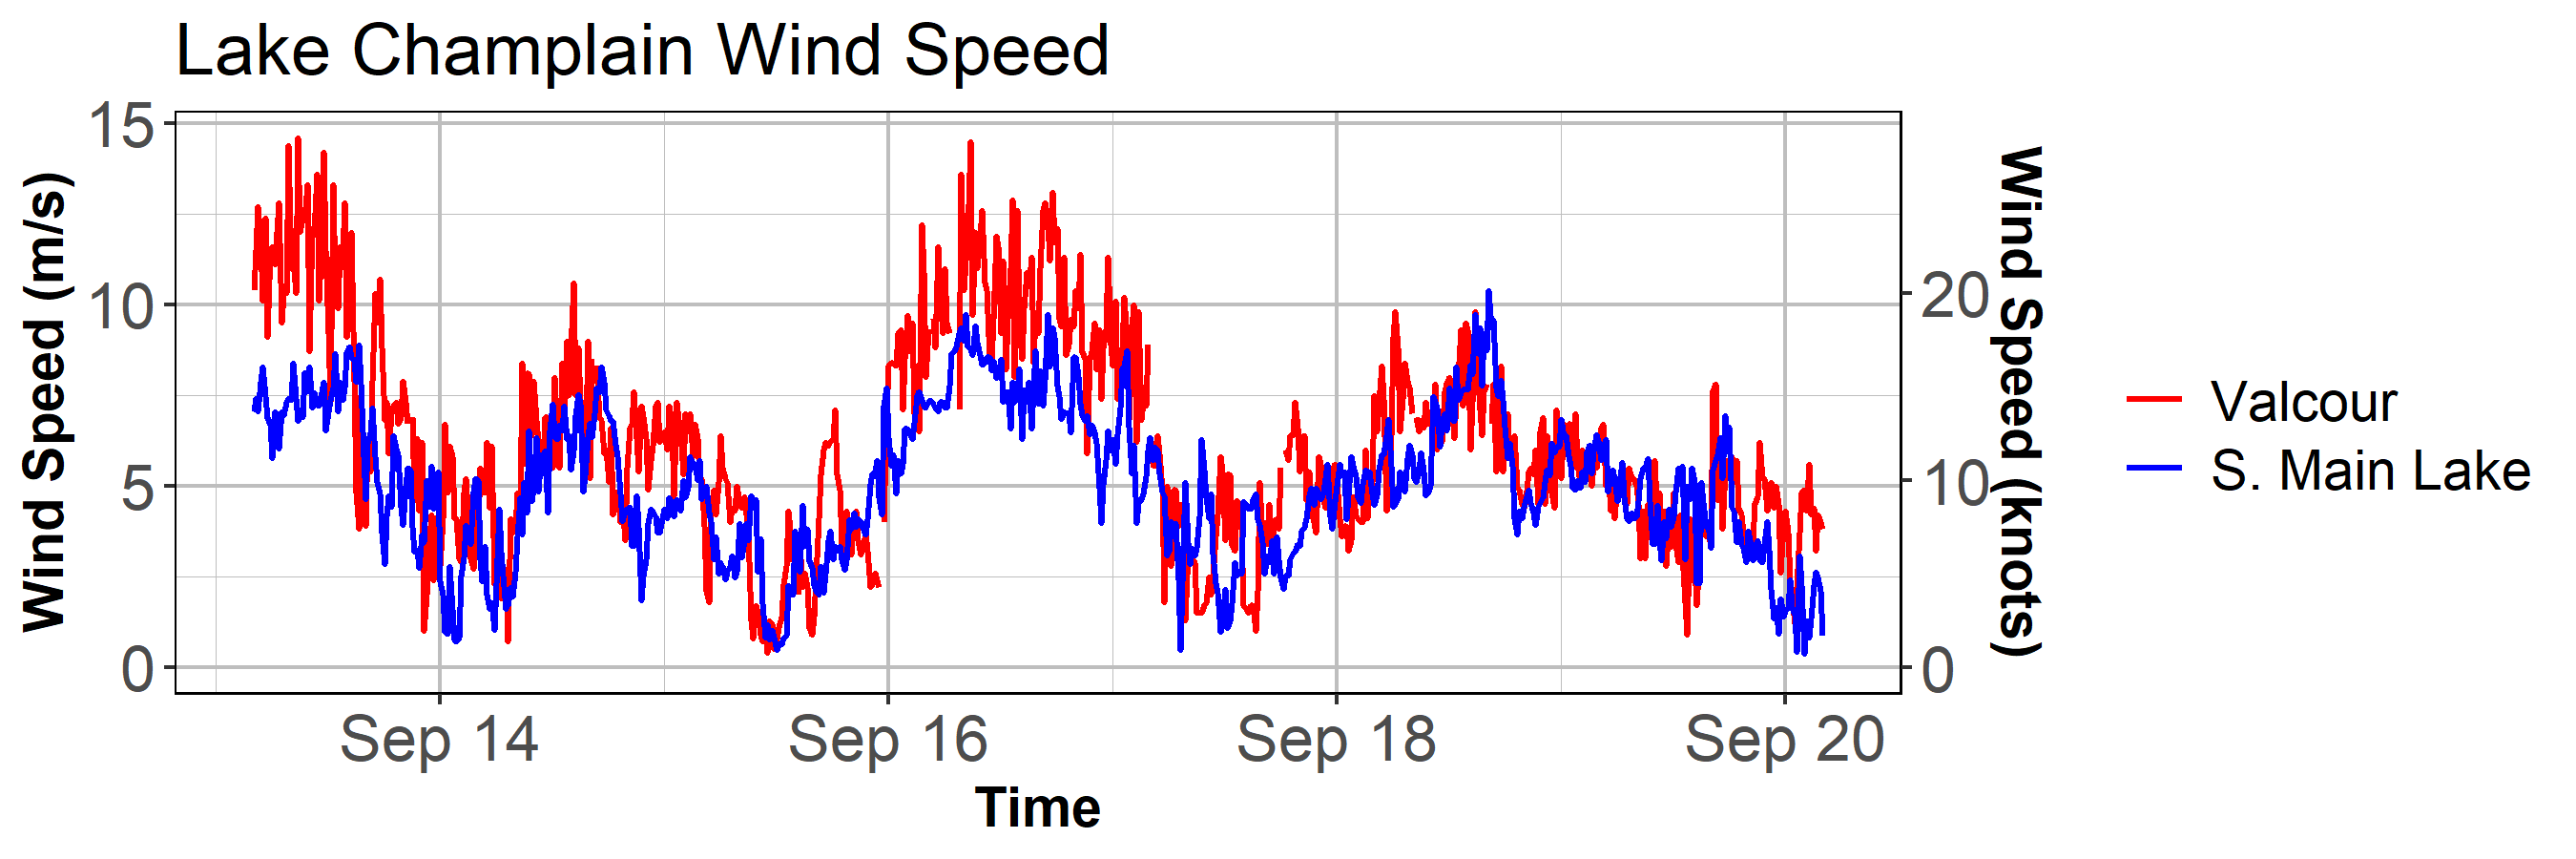 Lake Champlain Wind Speed
Wind Speed (m/s)
15
10
5
0
Sep 14
Sep 16
Sep 18
Sep 20
Time
20
10
0
Wind Speed (knots)
Valcour
S. Main Lake